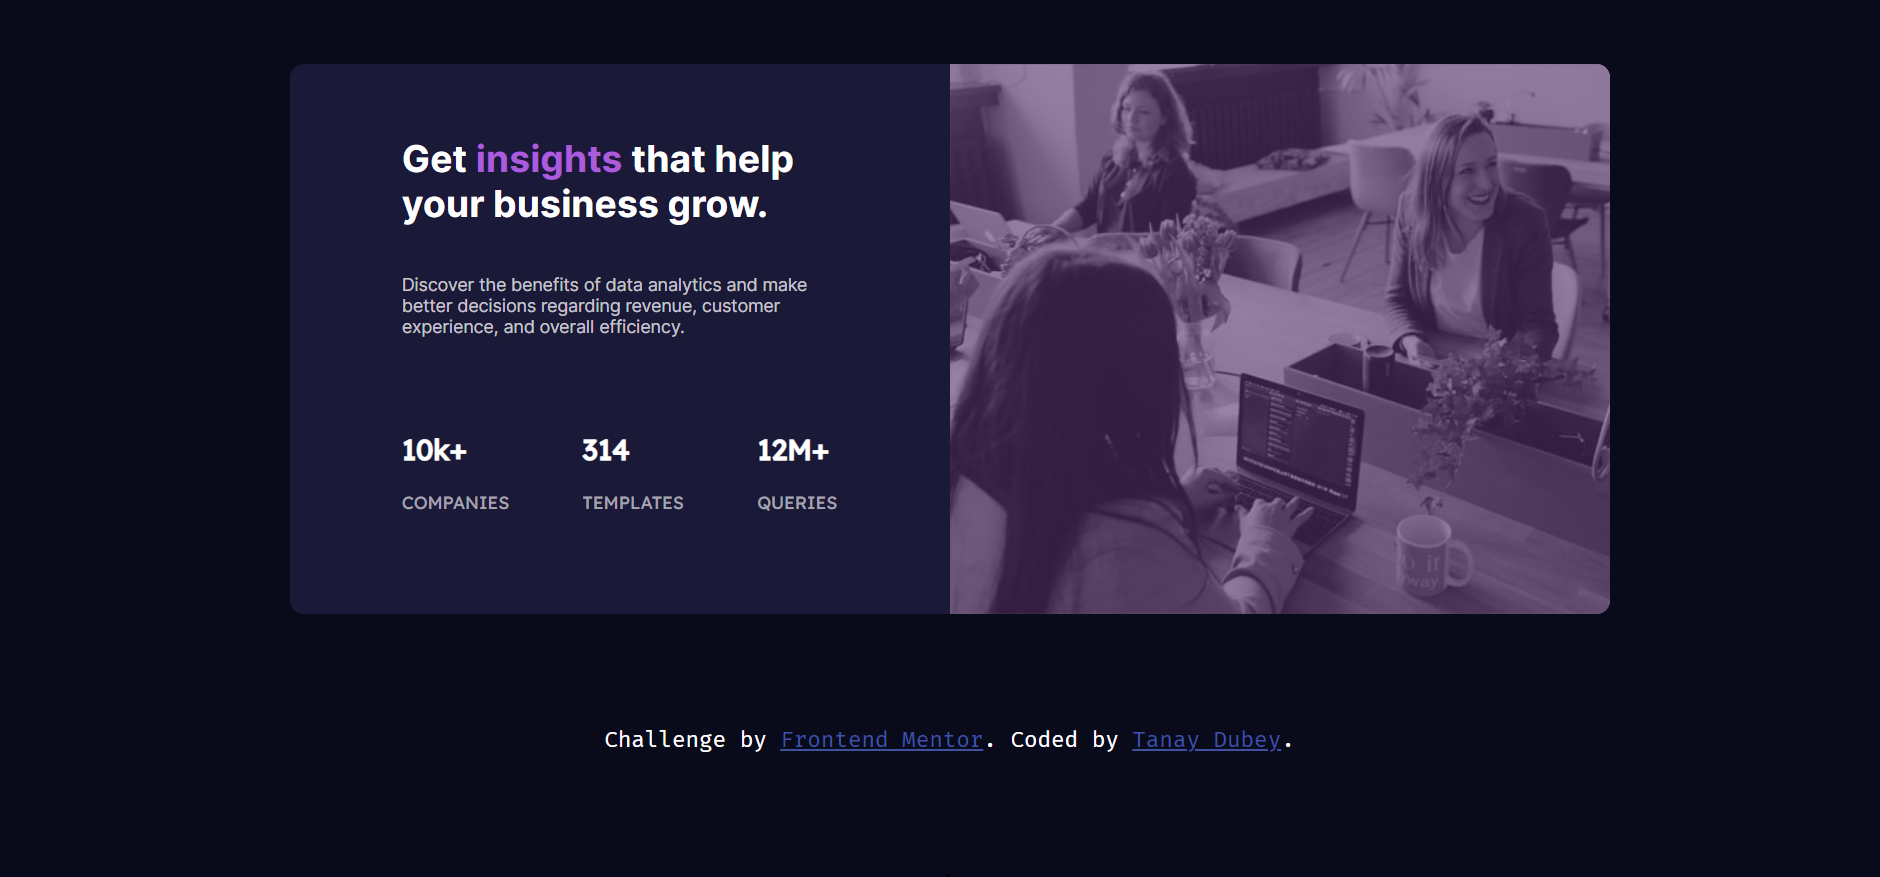 Get insights that help
your business grow.
Discover the benefits of data analytics and make
better decisions regarding revenue, customer
experience, and overall efficiency.
10k+ 314 12M+
COMPANIES TEMPLATES QUERIES
it
way.
Challenge by Frontend Mentor. Coded by Tanay Dubey.